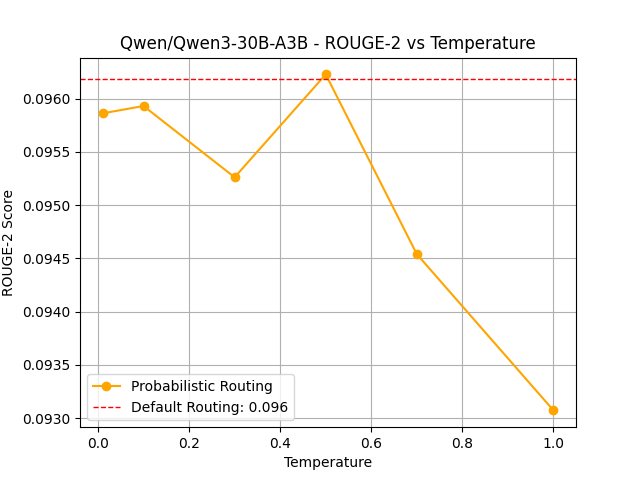 Qwen/Qwen3-30B-A3B - ROUGE-2 vs Temperature
ROUGE-2 Score
0.0960
0.0955
0.0950
0.0945
0.0940
0.0935
0.0930
Probabilistic Routing
Default Routing: 0.096
0.0 0.2 0.4 0.6 0.8 1.0
Temperature